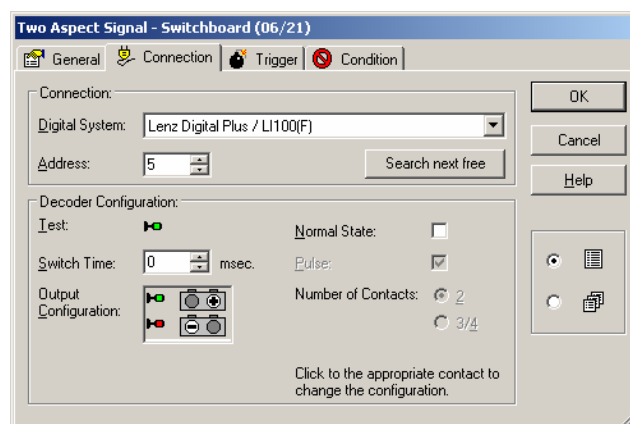 Two Aspect Signal - Switchboard (06/21)
General Connection Trigger Condition
Connection:
Digital System: Lenz Digital Plus / LI100(F)
Address: 5 Search next free
Decoder Configuration:
Test: Normal State:
Switch Time: 0 msec. Pulse:
Output Configuration: Number of Contacts: 2
3/4
Click to the appropriate contact to
change the configuration.
OK
Cancel
Help